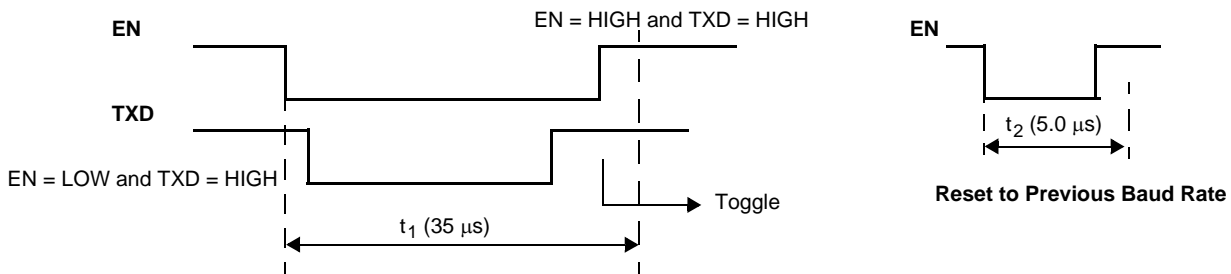 EN = HIGH and TXD = HIGH
EN
EN
TXD
EN = LOW and TXD = HIGH
t1 (35 μs)
Toggle
t2 (5.0 μs)
Reset to Previous Baud Rate